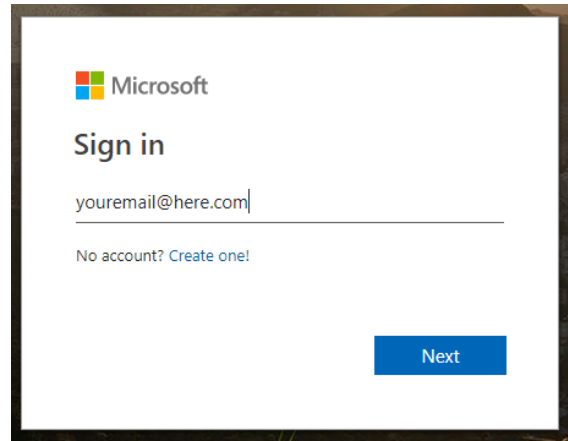 Microsoft
Sign in
youremail@here.com
No account? Create one!
Next